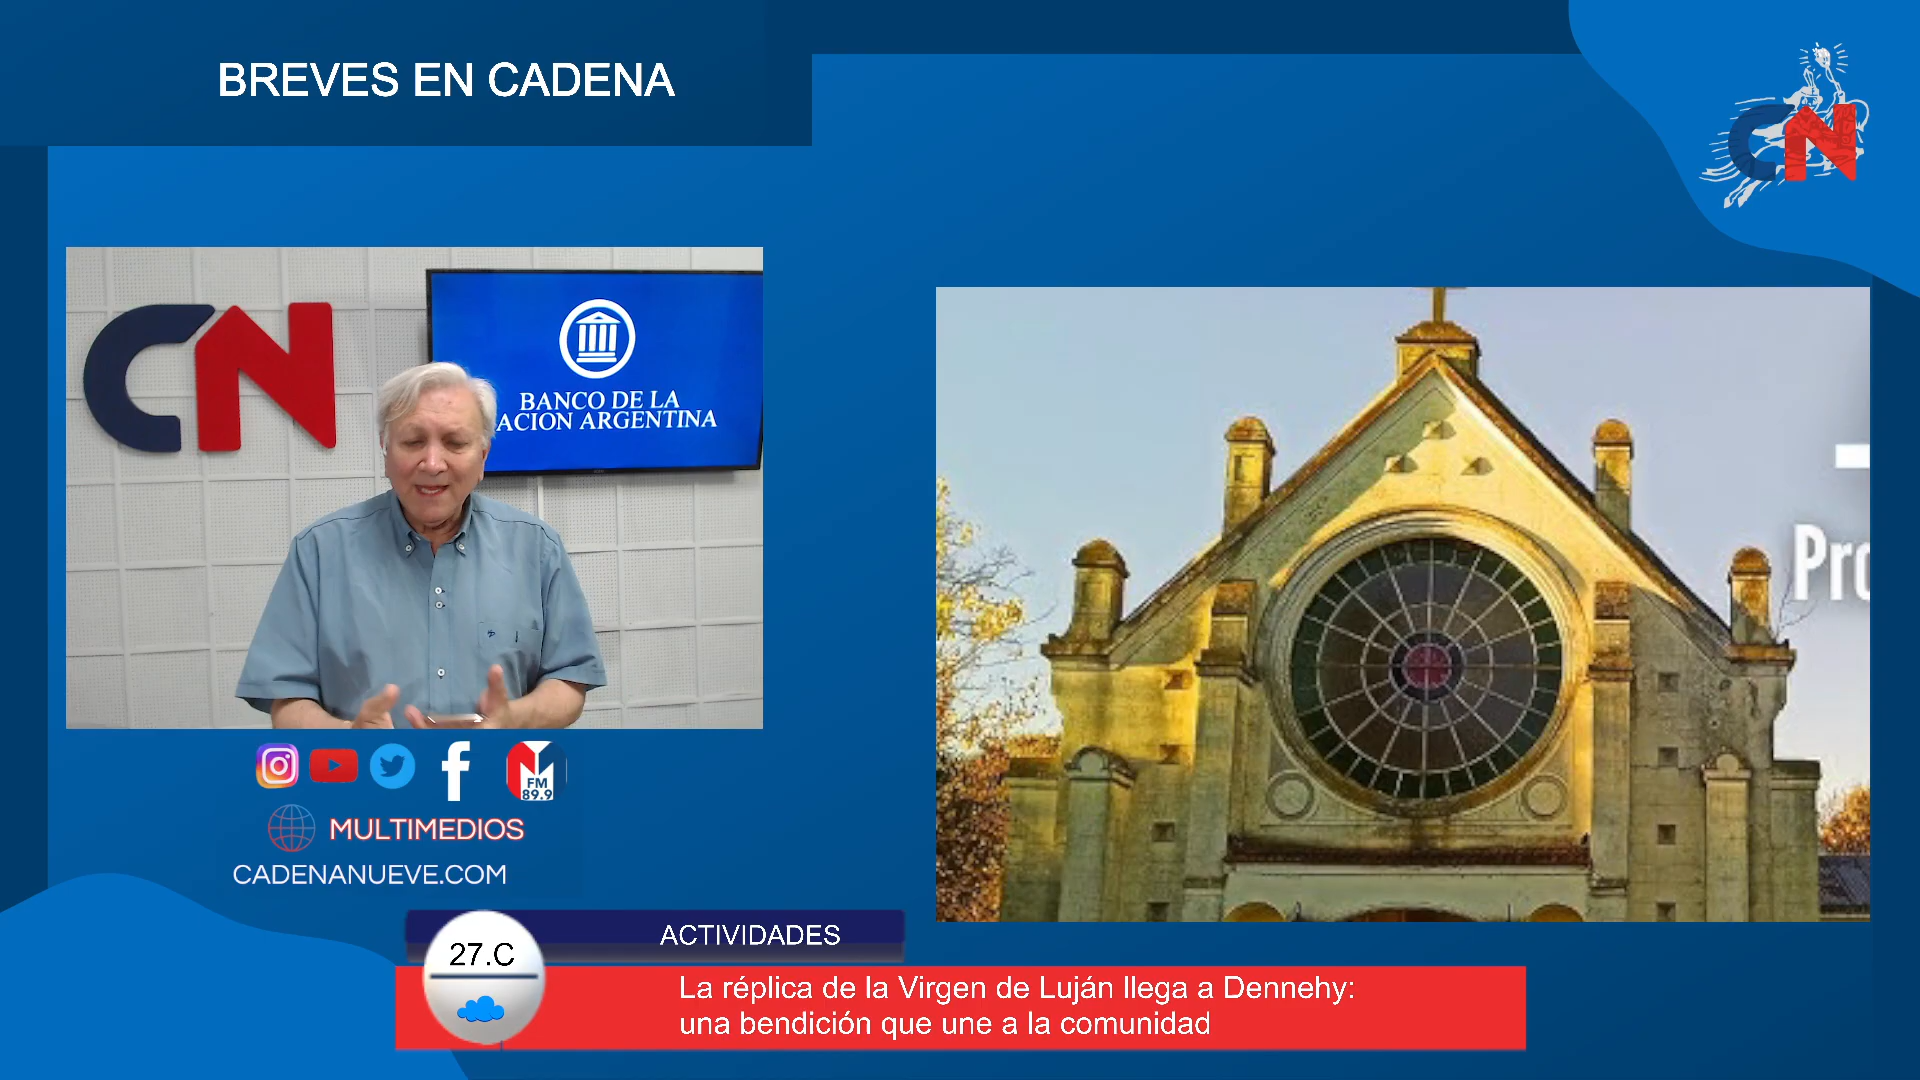 BREVES EN CADENA
CN
CN
BANCO DE LA
ACION ARGENTINA
Pro
FM
89.9
MULTIMEDIOS
CADENANUEVE.COM
ACTIVIDADES
27.C
La réplica de la Virgen de Luján llega a Dennehy:
una bendición que une a la comunidad